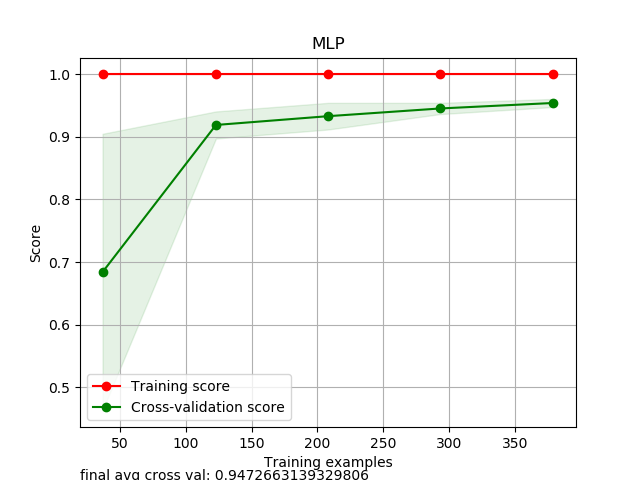 MLP
1.0
0.9
0.8
0.7
0.6
0.5
Score
Training score
Cross-validation score
50 100 150 200 250 300 350
Training examples
final avg cross val: 0.9472663139329806